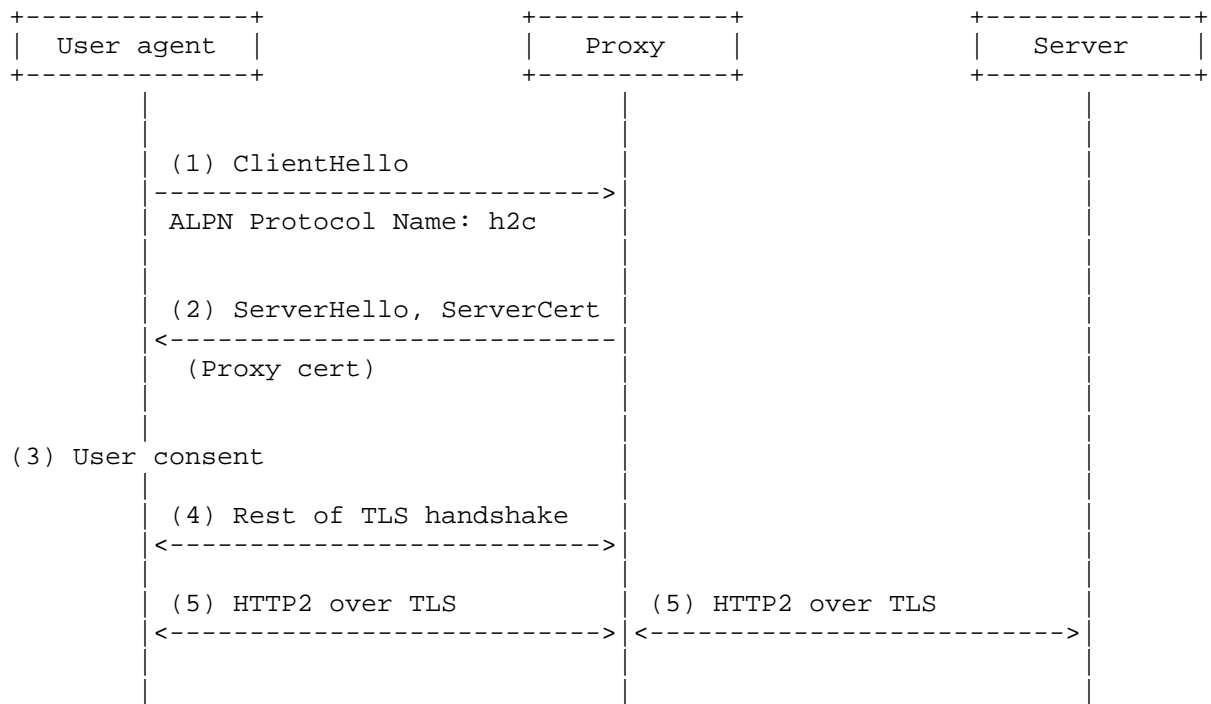 User agent Proxy Server
(1) ClientHello
ALPN Protocol Name: h2c
(2) ServerHello, ServerCert
(Proxy cert)
(3) User consent
(4) Rest of TLS handshake
(5) HTTP2 over TLS (5) HTTP2 over TLS